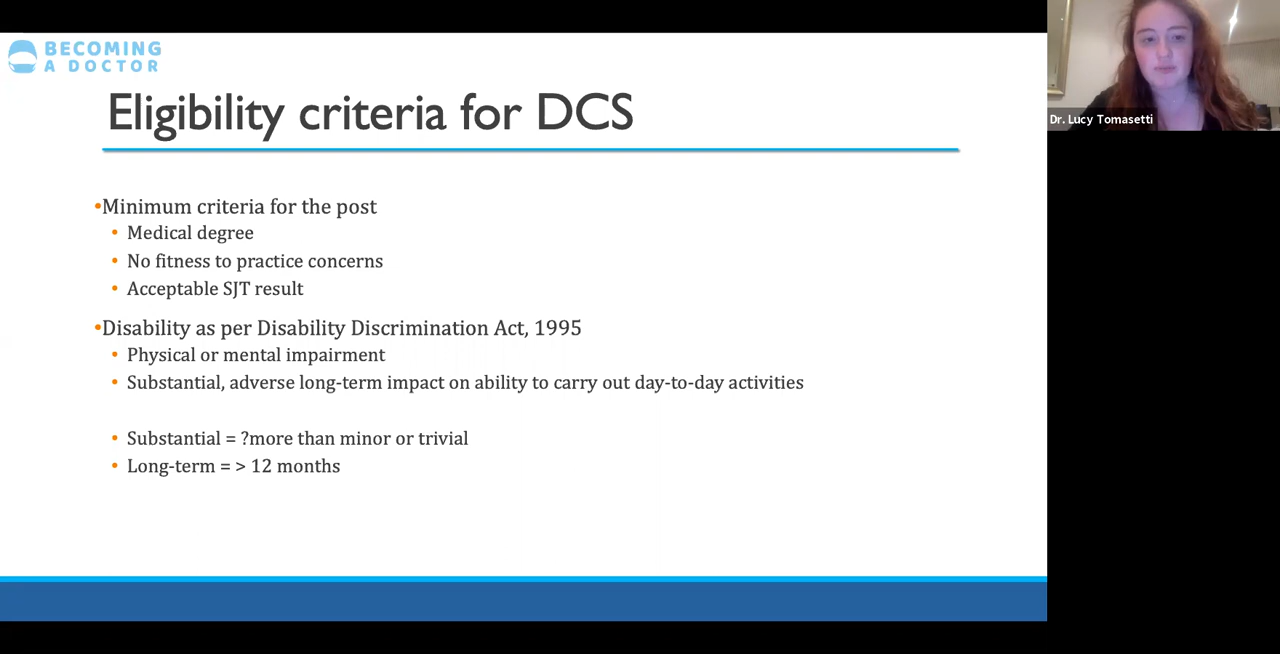 BECOMING
A DOCTOR
Eligibility criteria for DCS
•Minimum criteria for the post
• Medical degree
• No fitness to practice concerns
• Acceptable SJT result
•Disability as per Disability Discrimination Act, 1995
• Physical or mental impairment
• Substantial, adverse long-term impact on ability to carry out day-to-day activities
• Substantial = ?more than minor or trivial
• Long-term = > 12 months
Dr. Lucy Tomasetti